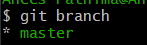 $ git branch
* master